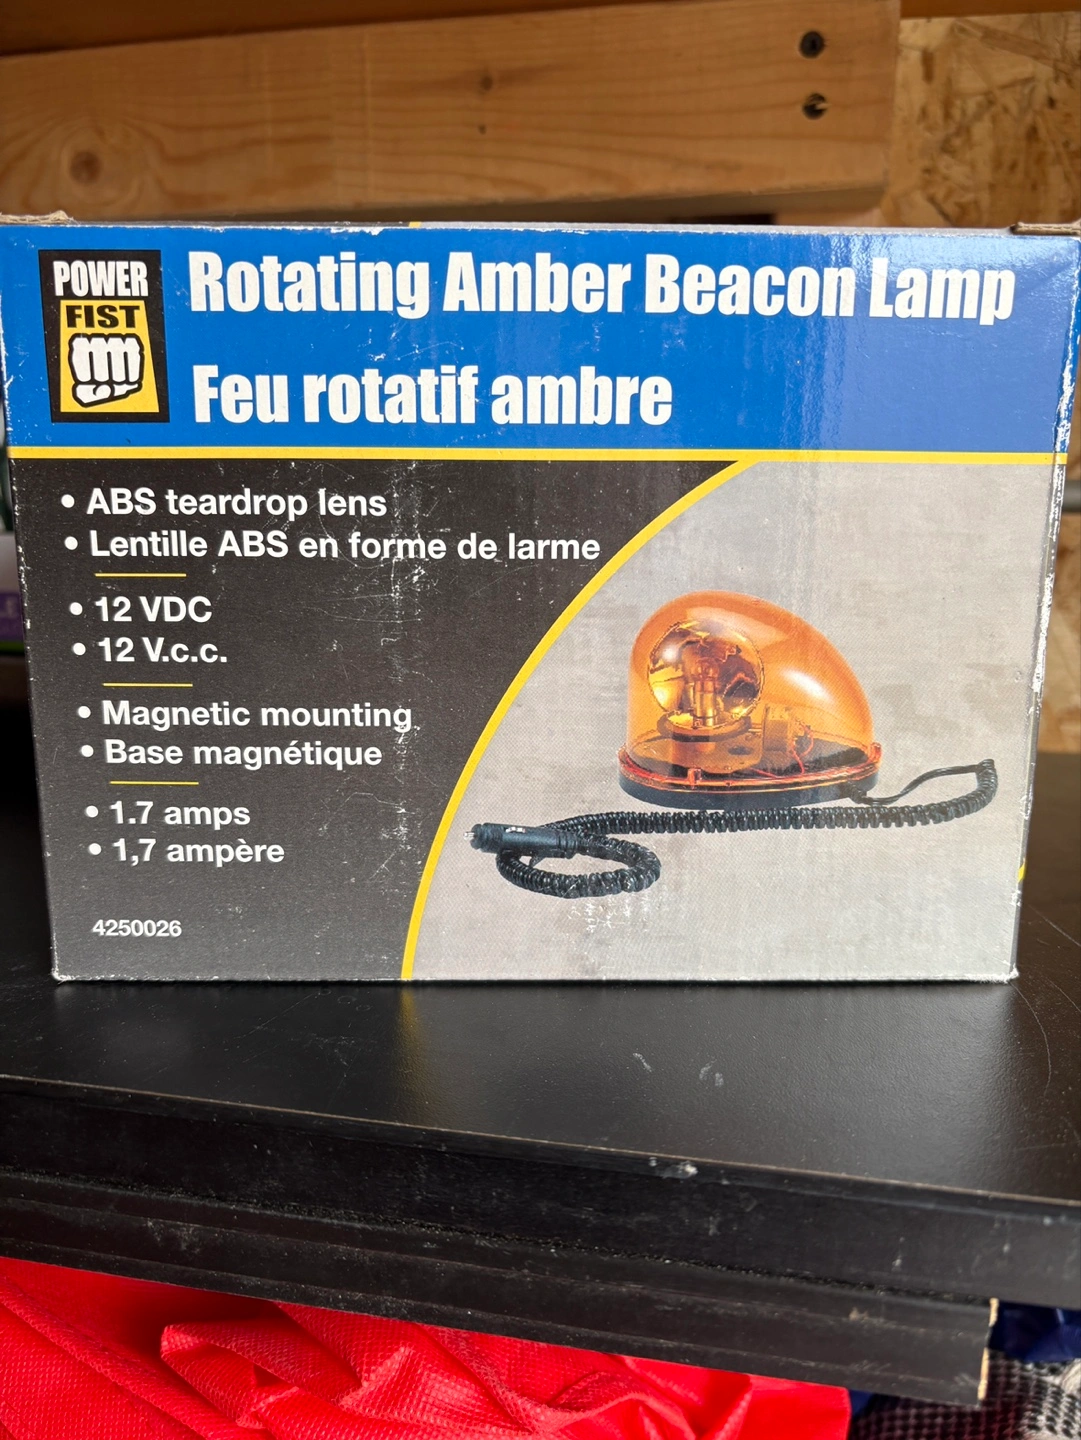 POWER
FIST
Rotating Amber Beacon Lamp
Feu rotatif ambre
• ABS teardrop lens
• Lentille ABS en forme de larme
• 12 VDC
• 12 V.c.c.
• Magnetic mounting
• Base magnétique
• 1.7 amps
• 1,7 ampère
4250026